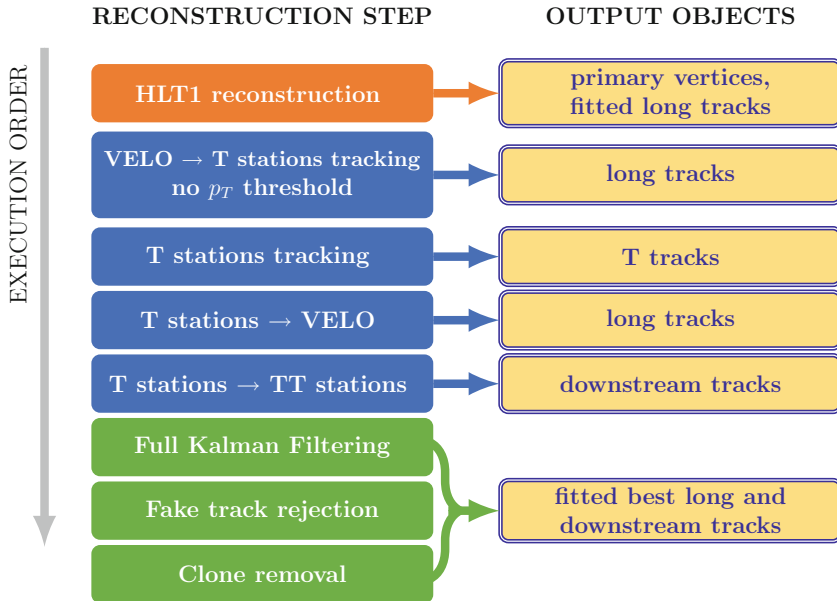 RECONSTRUCTION STEP
OUTPUT OBJECTS
EXECUTION ORDER
HLT1 reconstruction
primary vertices,
fitted long tracks
VELO → T stations tracking
no p_T threshold
long tracks
T stations tracking
T tracks
T stations → VELO
long tracks
T stations → TT stations
downstream tracks
Full Kalman Filtering
Fake track rejection
Clone removal
fitted best long and
downstream tracks